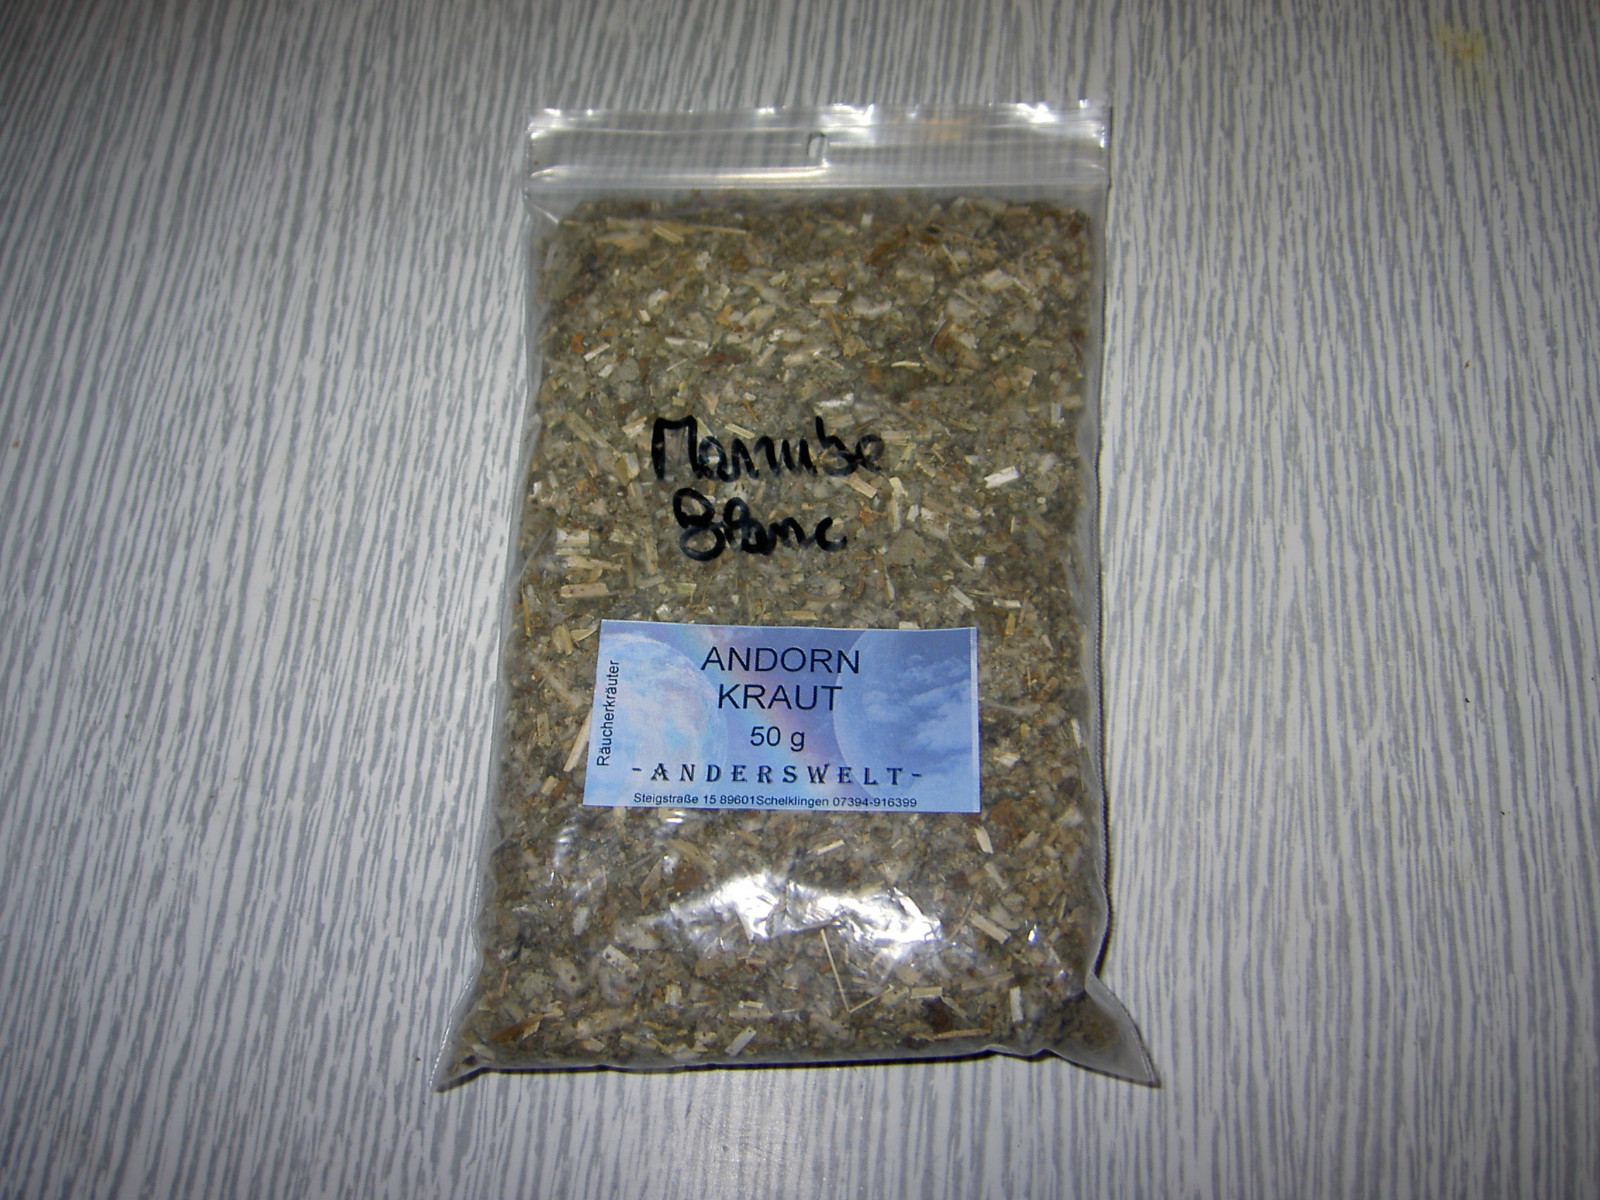 Marrube
Blanc
Räucherkräuter
ANDORN
KRAUT
50 g
-ANDERSWELT-
Steigstraße 15 89601Schelklingen 07394-916399